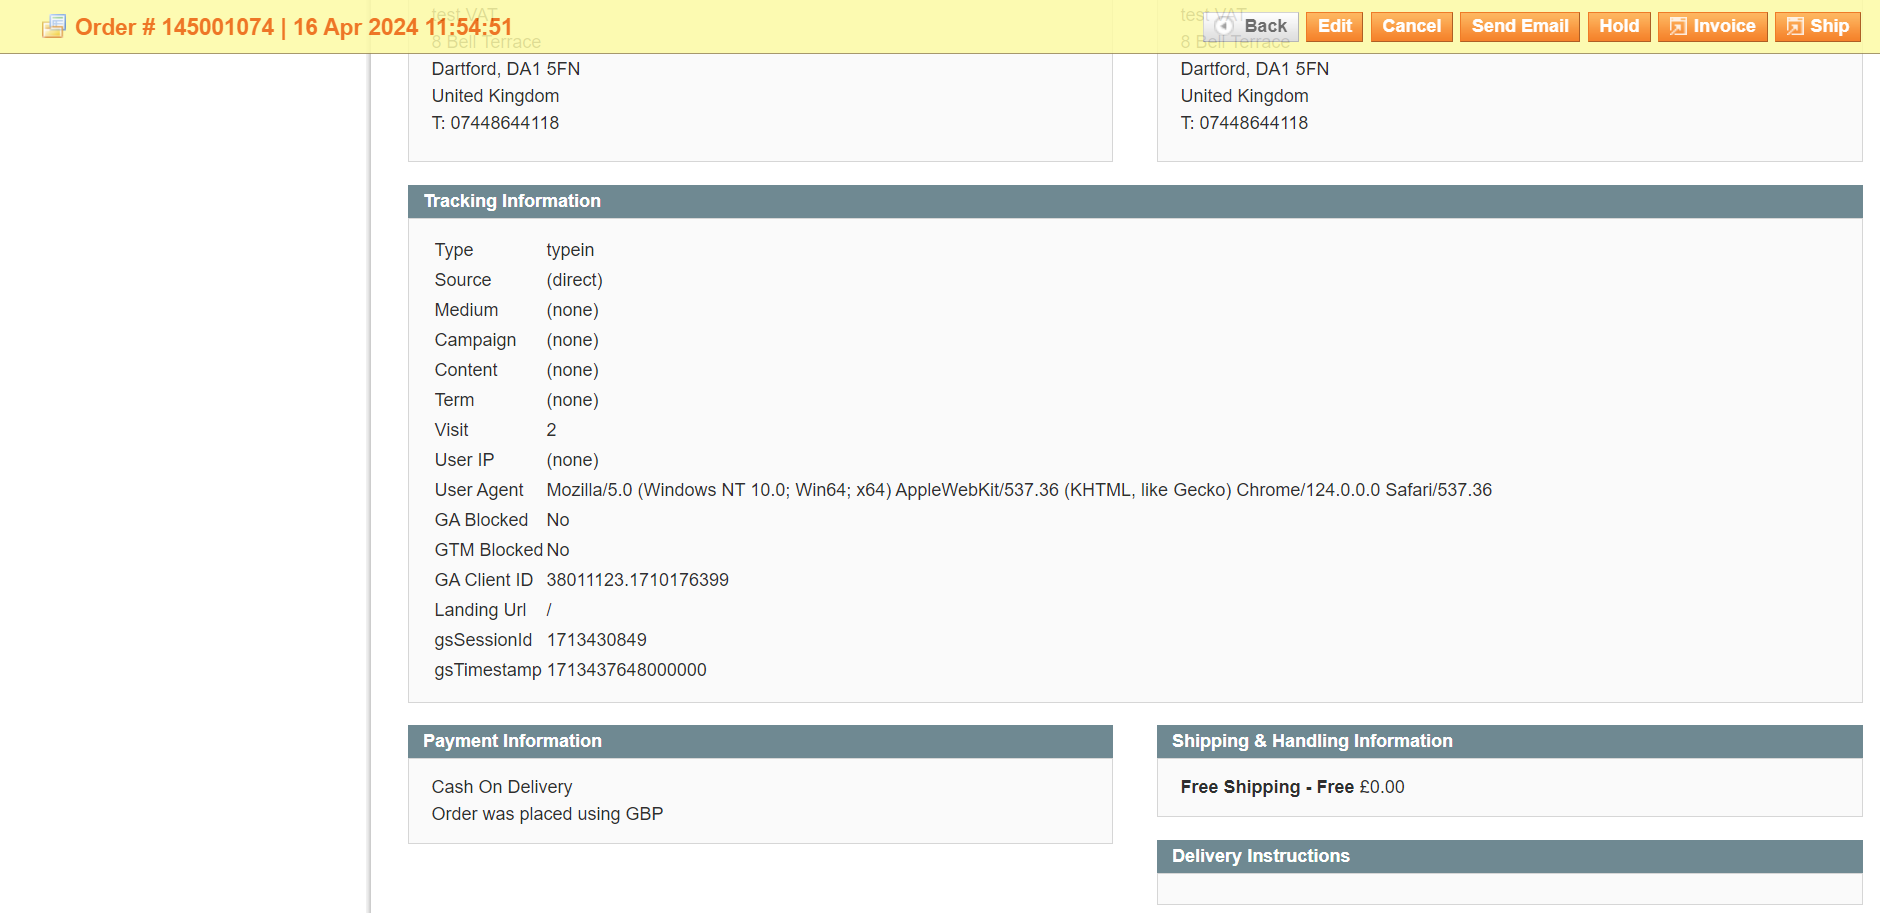 Order # 145001074 | 16 Apr 2024 11:54:51
Back
Edit
Cancel
Send Email
Hold
Invoice
Ship
test VAT
8 Bell Terrace
Dartford, DA1 5FN
United Kingdom
T: 07448644118
test VAT
8 Bell Terrace
Dartford, DA1 5FN
United Kingdom
T: 07448644118
Tracking Information
Type typein
Source (direct)
Medium (none)
Campaign (none)
Content (none)
Term (none)
Visit 2
User IP (none)
User Agent Mozilla/5.0 (Windows NT 10.0; Win64; x64) AppleWebKit/537.36 (KHTML, like Gecko) Chrome/124.0.0.0 Safari/537.36
GA Blocked No
GTM Blocked No
GA Client ID 38011123.1710176399
Landing Url /
gsSessionId 1713430849
gsTimestamp 1713437648000000
Payment Information
Cash On Delivery
Order was placed using GBP
Shipping & Handling Information
Free Shipping - Free £0.00
Delivery Instructions